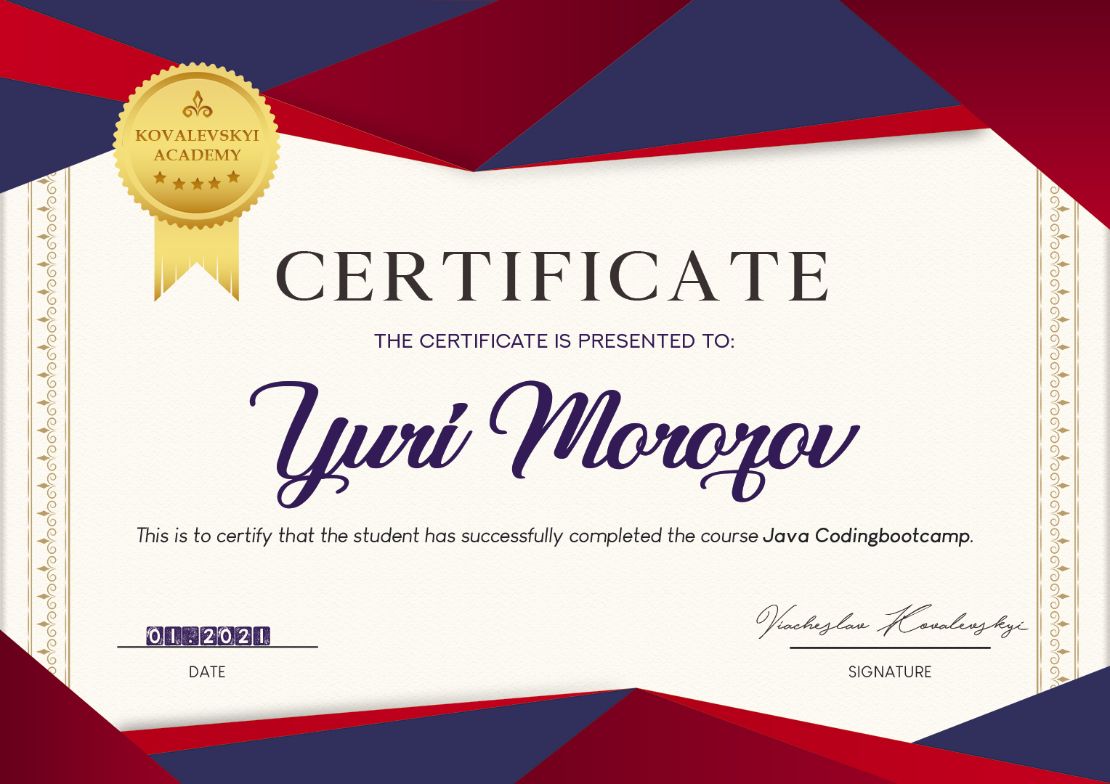 KOVALEVSKYI
ACADEMY
CERTIFICATE
THE CERTIFICATE IS PRESENTED TO:
Yuri Morozov
This is to certify that the student has successfully completed the course Java Codingbootcamp.
01.2021
Viacheslav Kovalevskyi
DATE
SIGNATURE